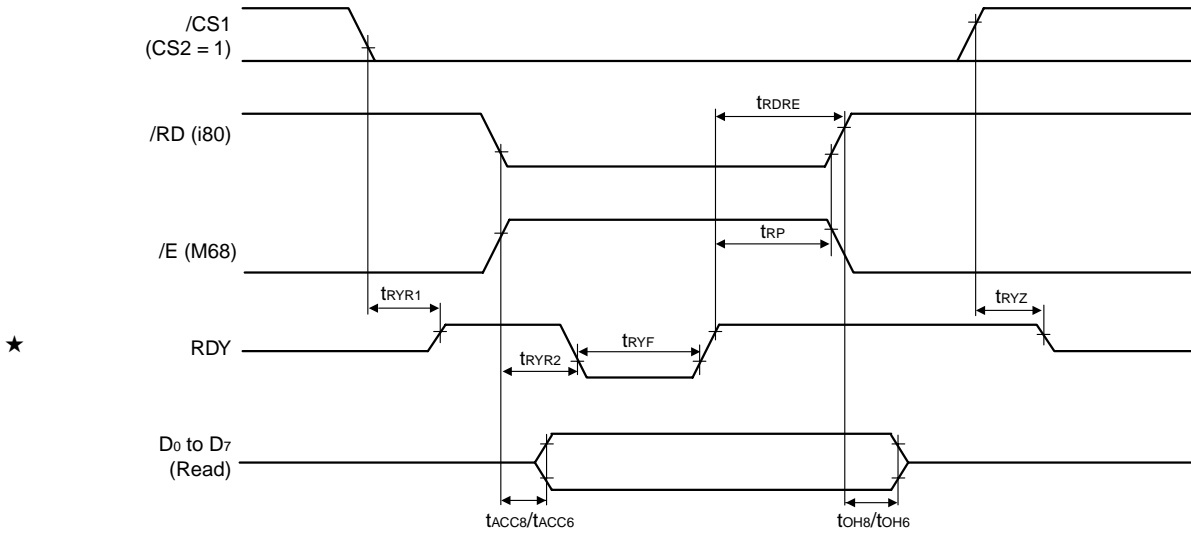 /CS1
(CS2 = 1)
tRDRE
/RD (i80)
tRP
/E (M68)
tRYR1
tRYZ
★
RDY
tRYF
tRYR2
D0 to D7
(Read)
tACC8/tACC6
tOH8/tOH6